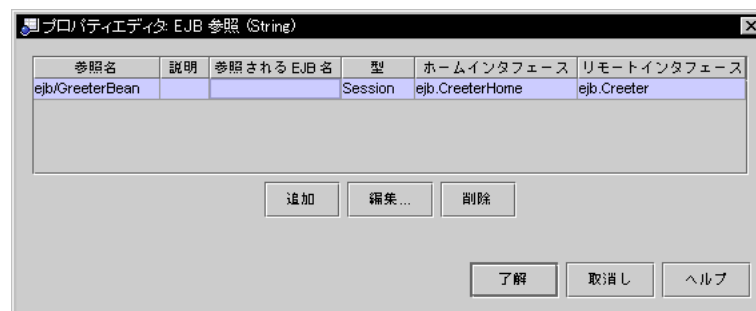 プロパティエディタ: EJB 参照 (String)
参照名 説明 参照される EJB 名 型 ホームインタフェース リモートインタフェース
ejb/GreeterBean Session ejb.CreeterHome ejb.Creeter
追加 編集... 削除
了解 取消し ヘルプ